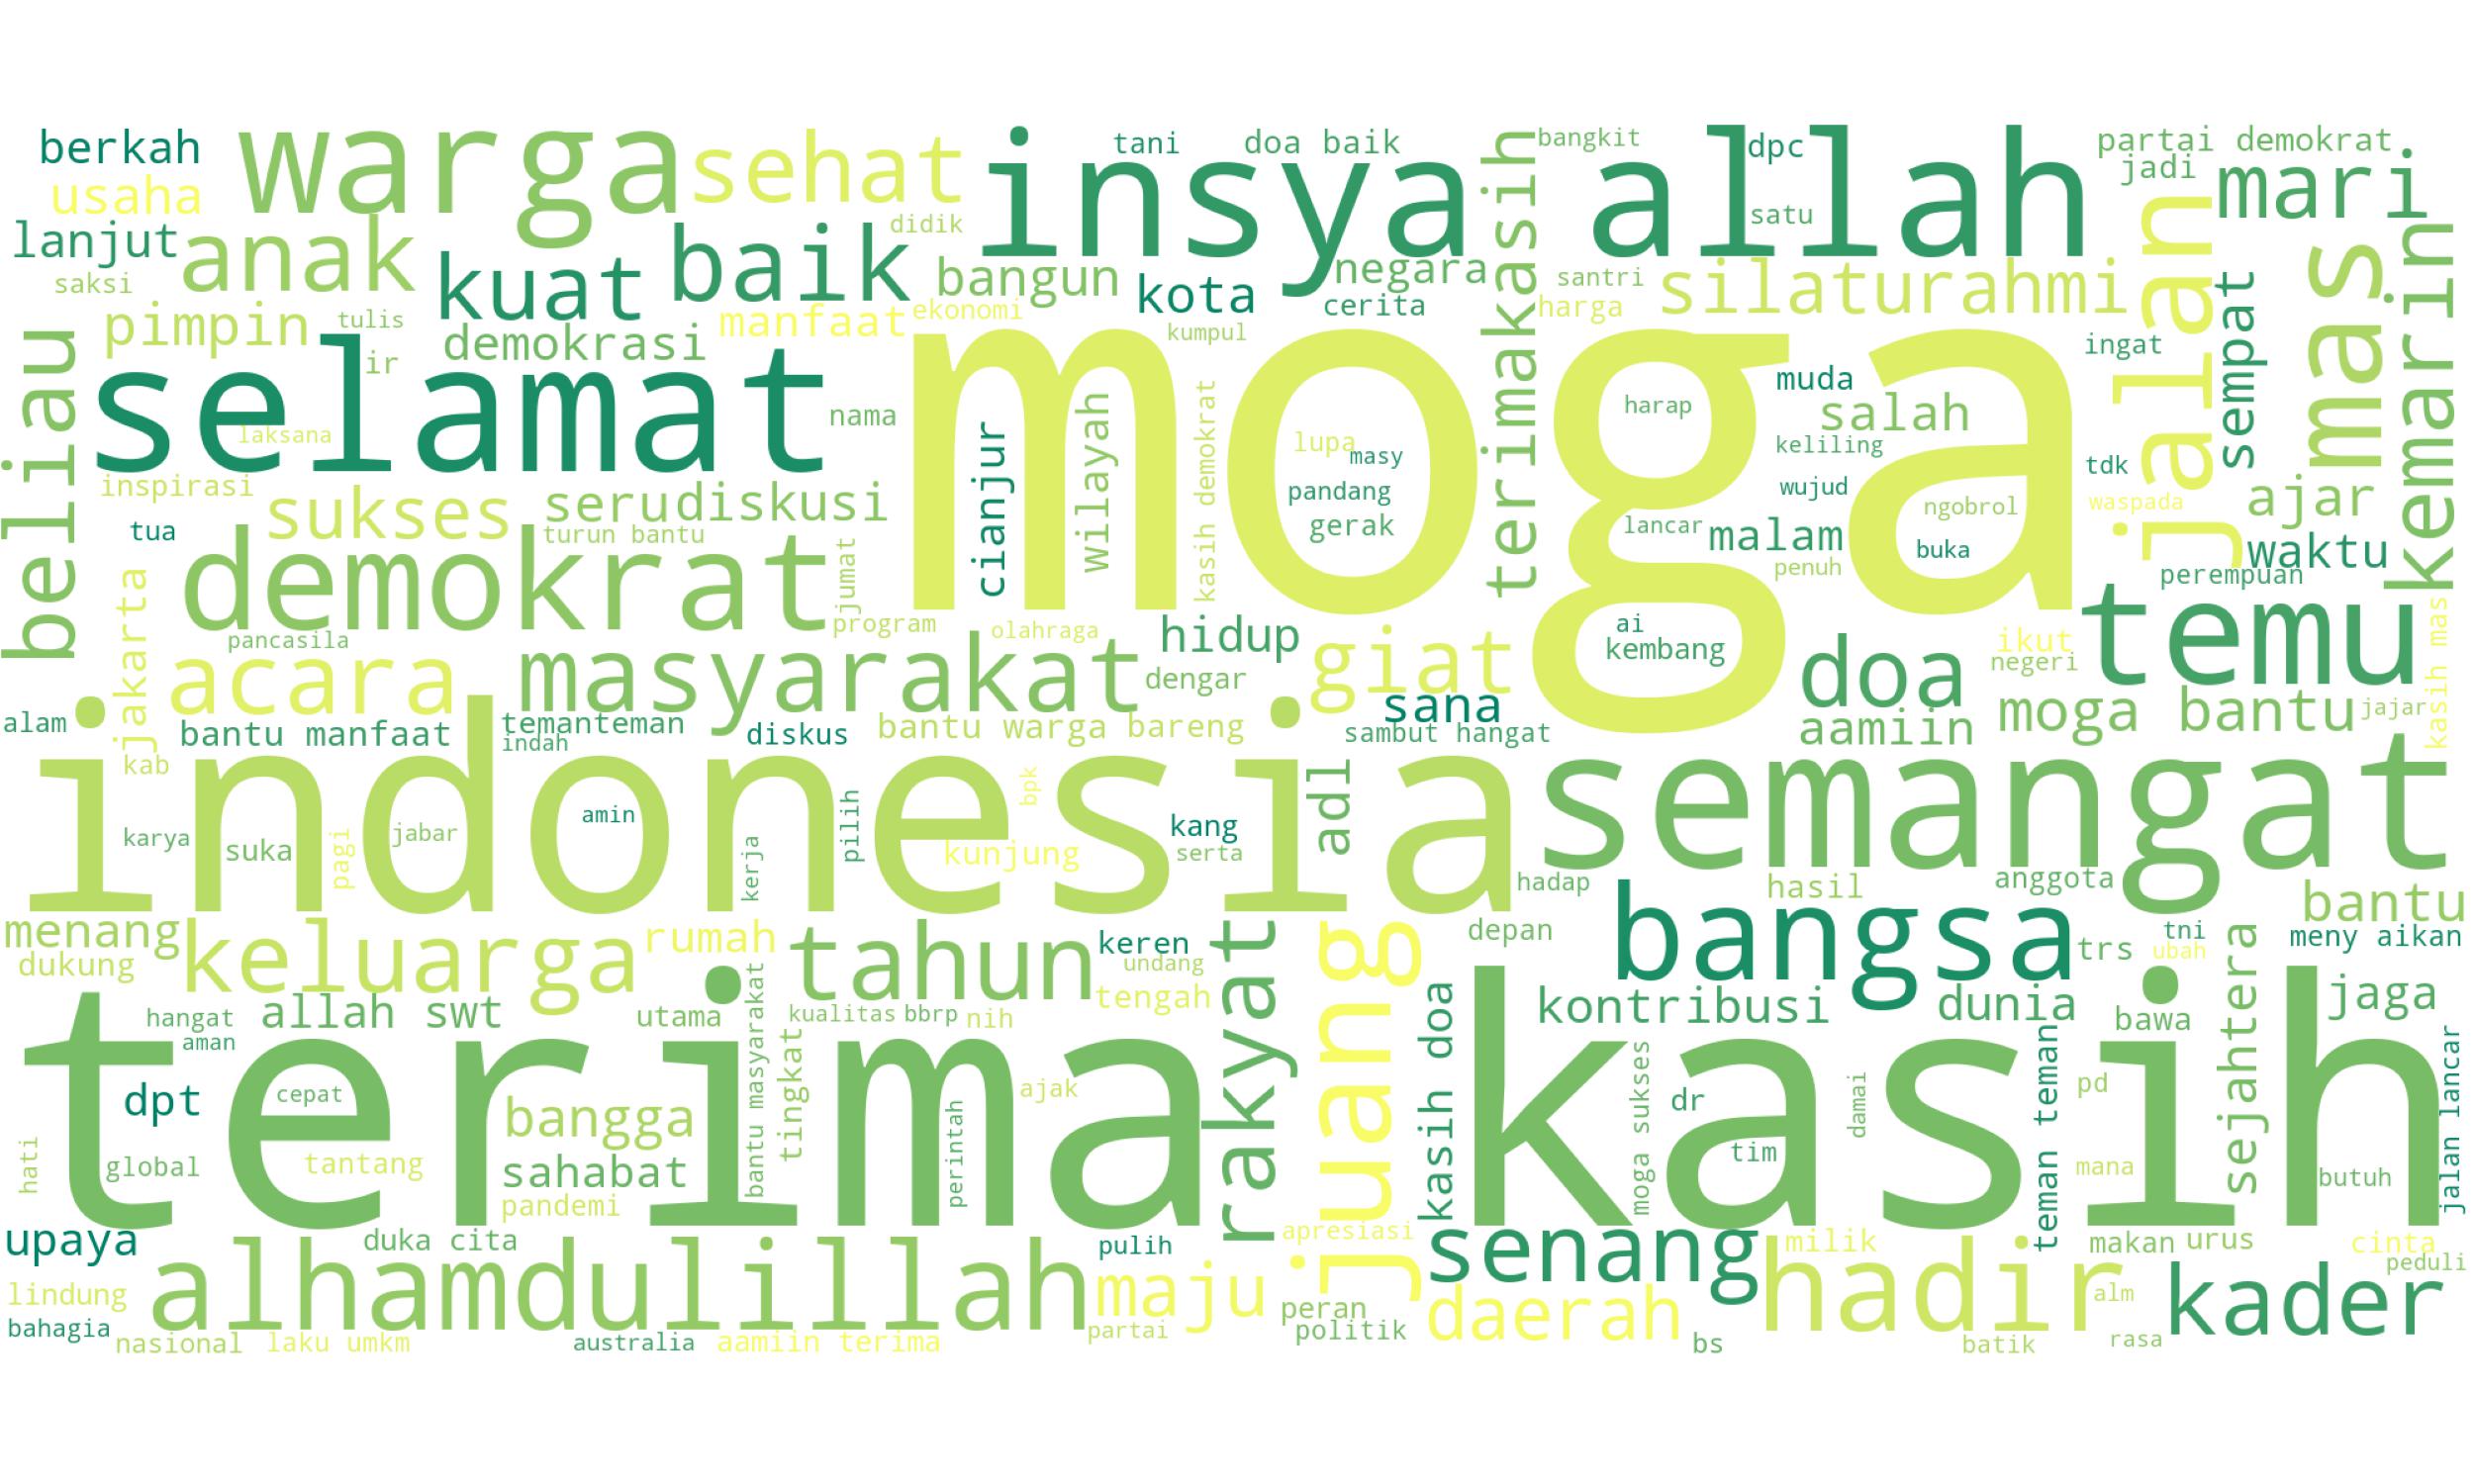 berkah
warga
sehat
insya allah
tani
doa baik
terimakasih
bangkit
dpc
partai demokrat
jadi
mari
usaha
lanjut
anak
kuat
baik
didik
bangun
kota
negara
cerita
santri
harga
silaturahmi
satu
jalan
sempat
mas
kemarin
saksi
pimpin
tulis
ir
demokrasi
manfaat
ekonomi
kumpul
beliau
selamat
laksana
nama
moga
cianjur
wilayah
kasih demokrat
lupa
masy
pandang
gerak
harap
lancar
muda
salah
keliling
wujud
malam
penuh
ngobrol
buka
ingat
tdk
waspada
ajar
waktu
perempuan
inspirasi
sukses
serudiskusi
tua
turun bantu
demokrat
jumat
program
olahraga
pancasila
jakarta
acara
masyarakat
hidup
dengar
giat
ai
kembang
doa
aamiin
ikut
negeri
temu
moga bantu
jajar
kasih mas
alam
bantu manfaat
temanteman
indah
diskus
bantu warga bareng
sana
sambut hangat
kab
indonesia
karya
suka
pagi
jabar
amin
kerja
pilih
bpk
kunjung
kang
serta
adl
semangat
hadap
hasil
anggota
bantu
menang
dukung
keluarga
rumah
tahun
keren
undang
tengah
rakyat
juang
depan
bangsa
trs
tni
ubah
meny aikan
hangat
aman
allah swt
utama
bantu masyarakat
kualitas
bbrp
nih
tingkat
kontribusi
dunia
bawa
sejahtera
jaga
jalan lancar
terima kasih
dpt
cepat
hati
global
tantang
bangga
sahabat
pandemi
perintah
ajak
kasih doa
moga sukses
dr
tim
damai
teman teman
pd
mana
butuh
upaya
duka cita
alhamdulillah
pulih
maju
apresiasi
senang
milik
hadir
makan
urus
cinta
peduli
lindung
bahagia
nasional
laku umkm
australia
aamiin terima
partai
peran
politik
daerah
bs
alm
batik
rasa
kader